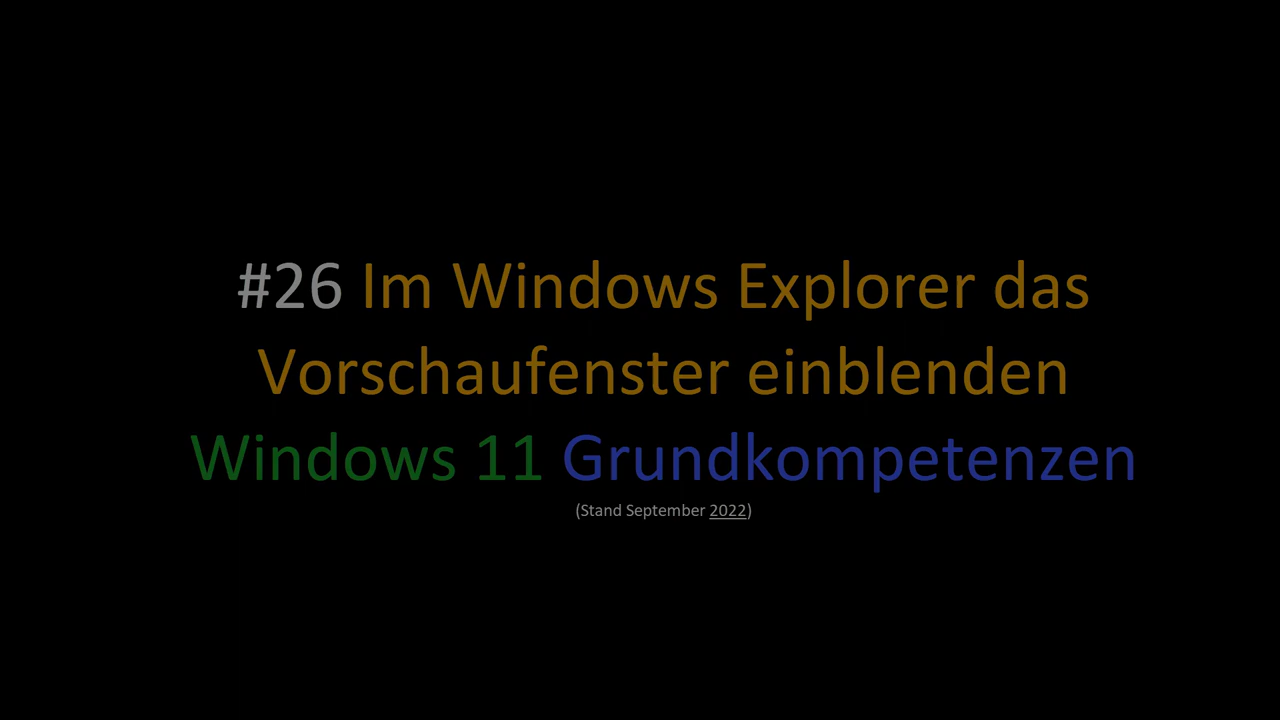 #26 Im Windows Explorer das
Vorschaufenster einblenden
Windows 11 Grundkompetenzen
(Stand September 2022)